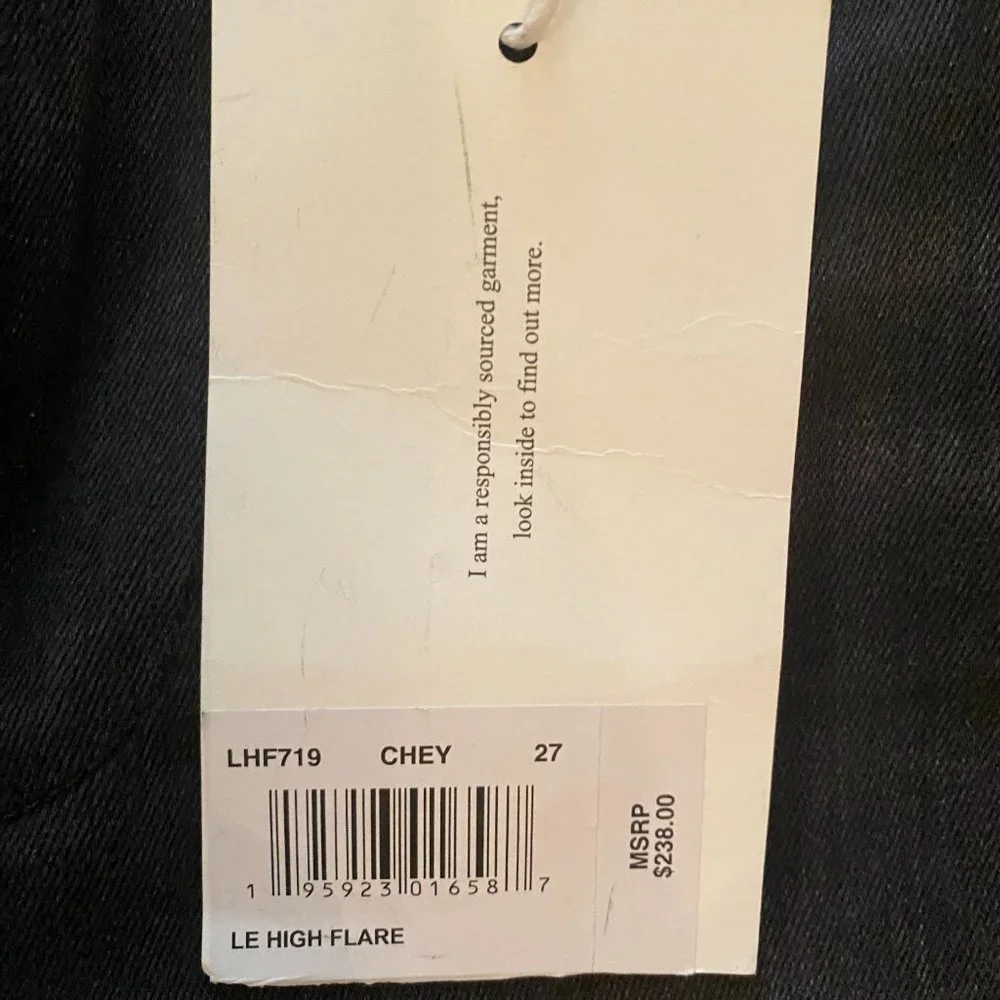 I am a responsibly sourced garment,
look inside to find out more.
LHF719 CHEY 27
1 95923 01658 7
LE HIGH FLARE
MSRP
$238.00